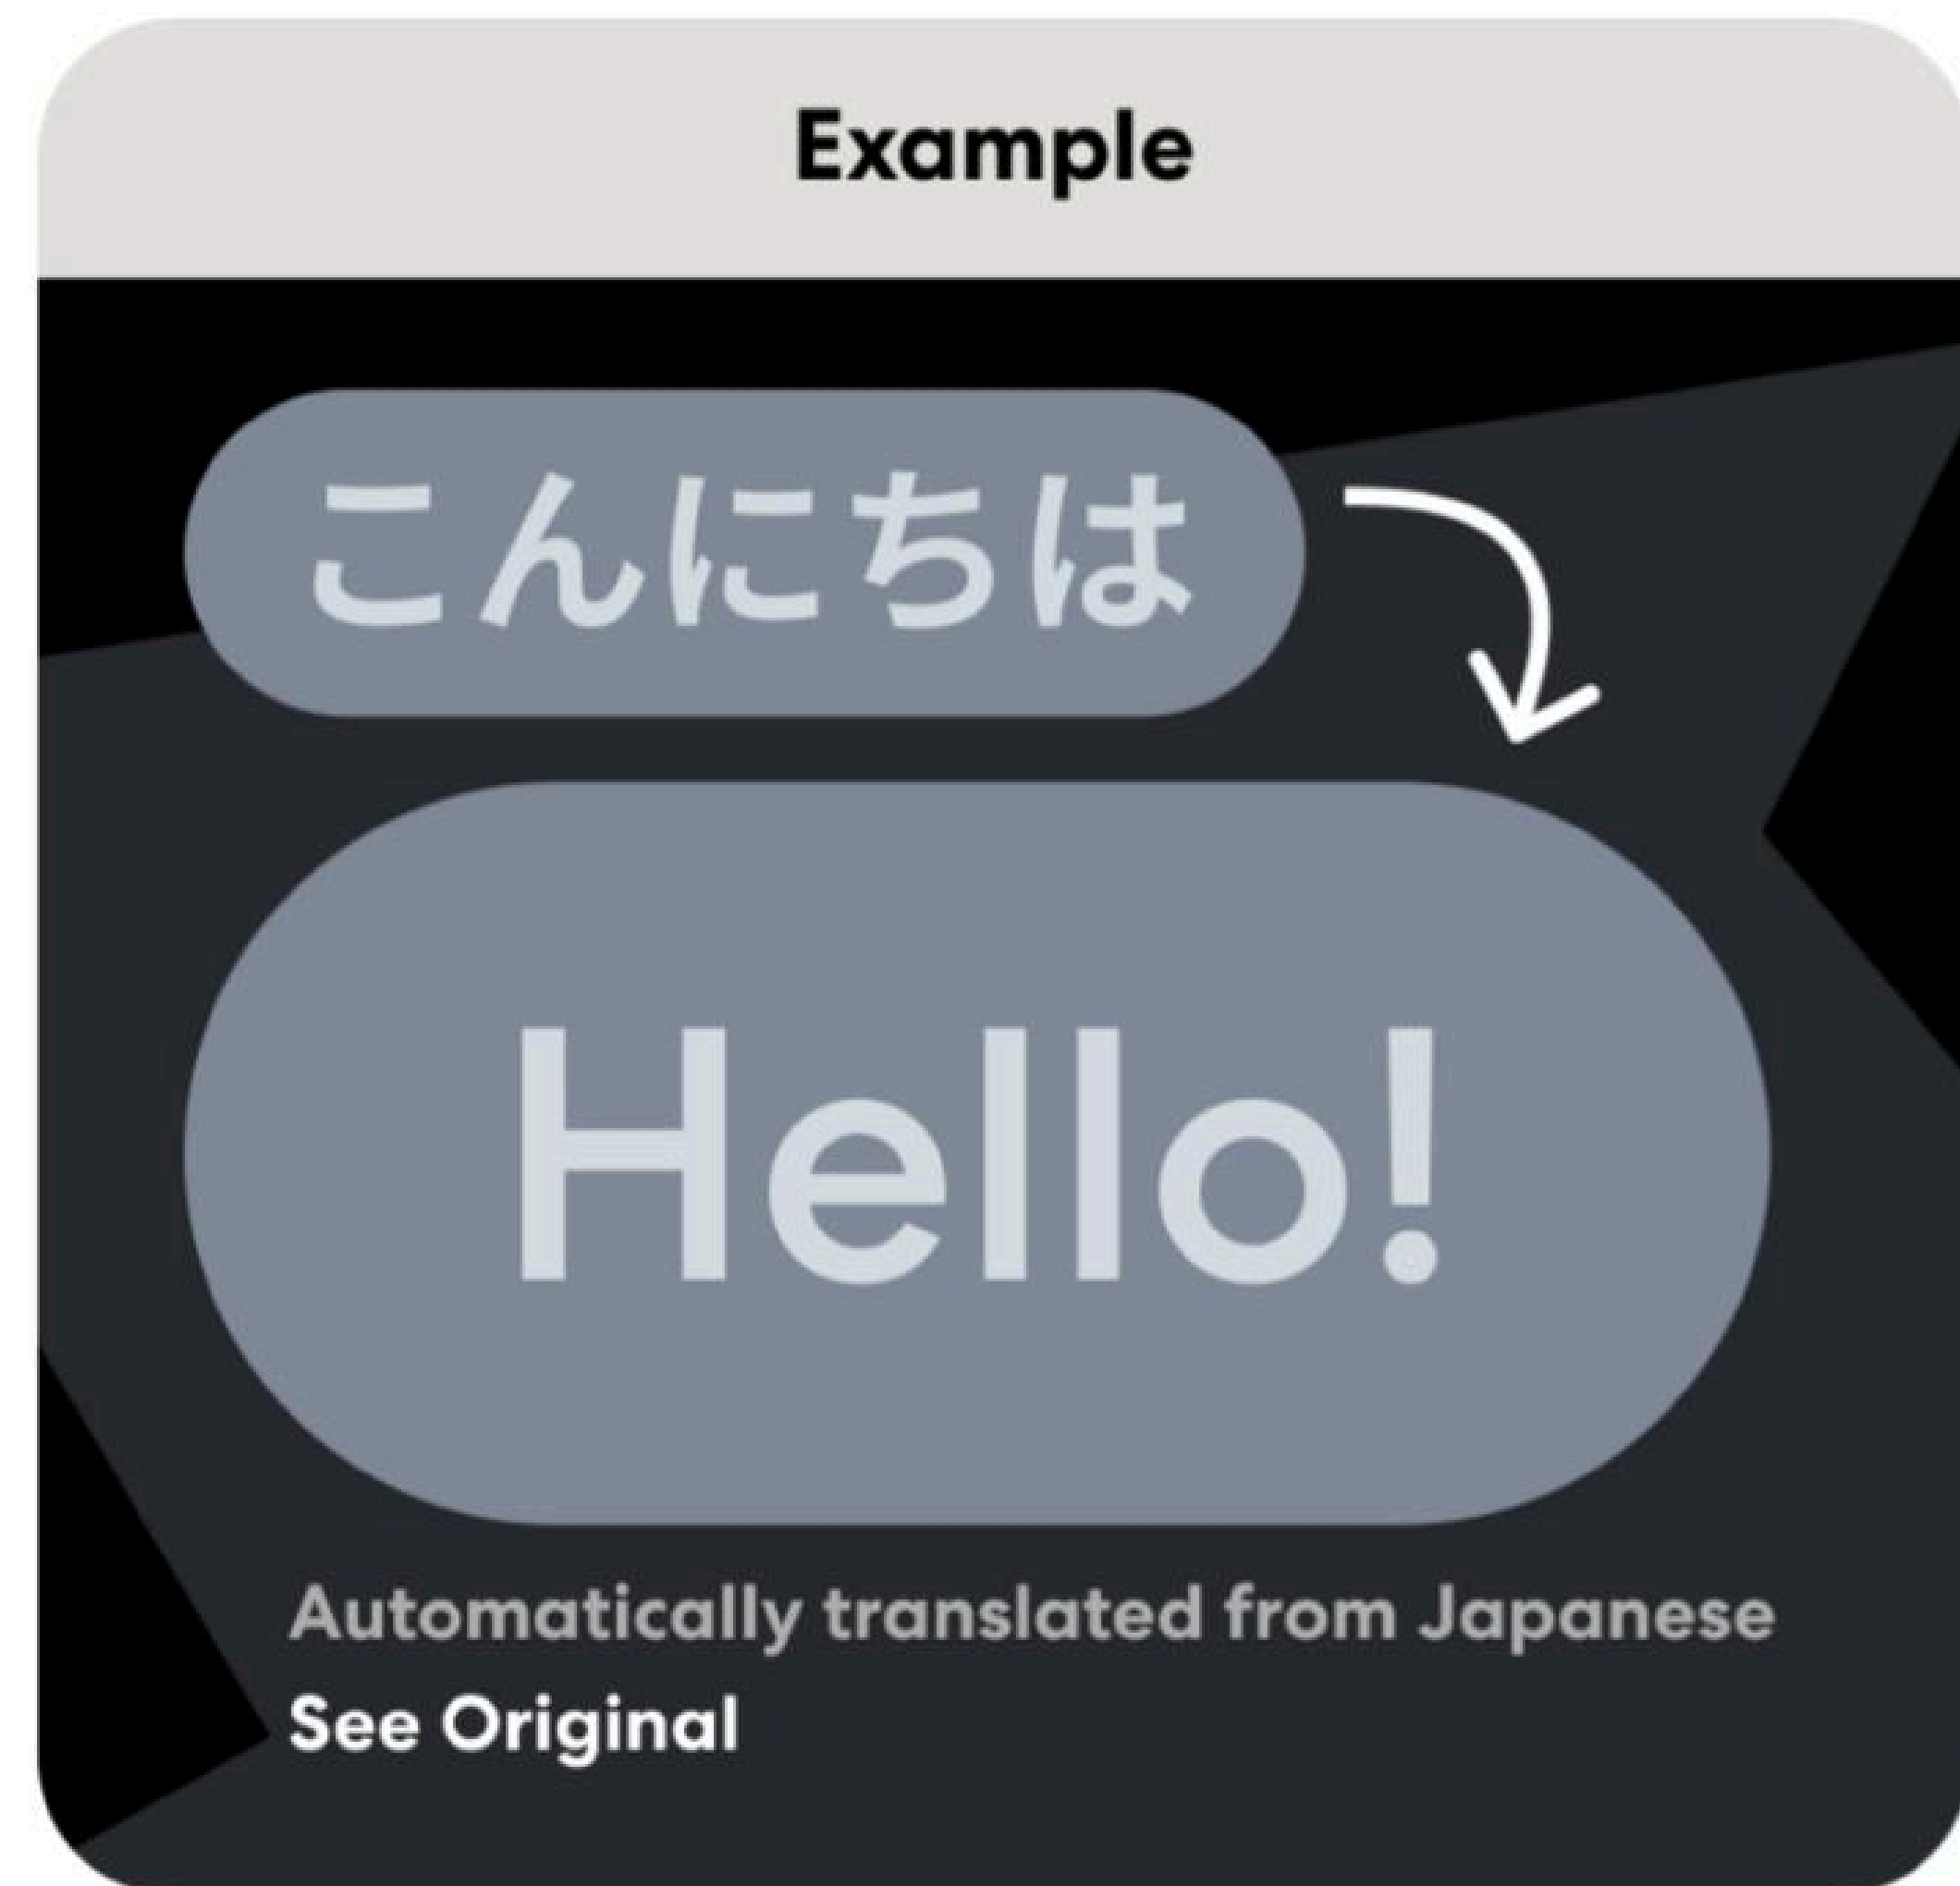 Example
こんにちは
Hello!
Automatically translated from Japanese
See Original